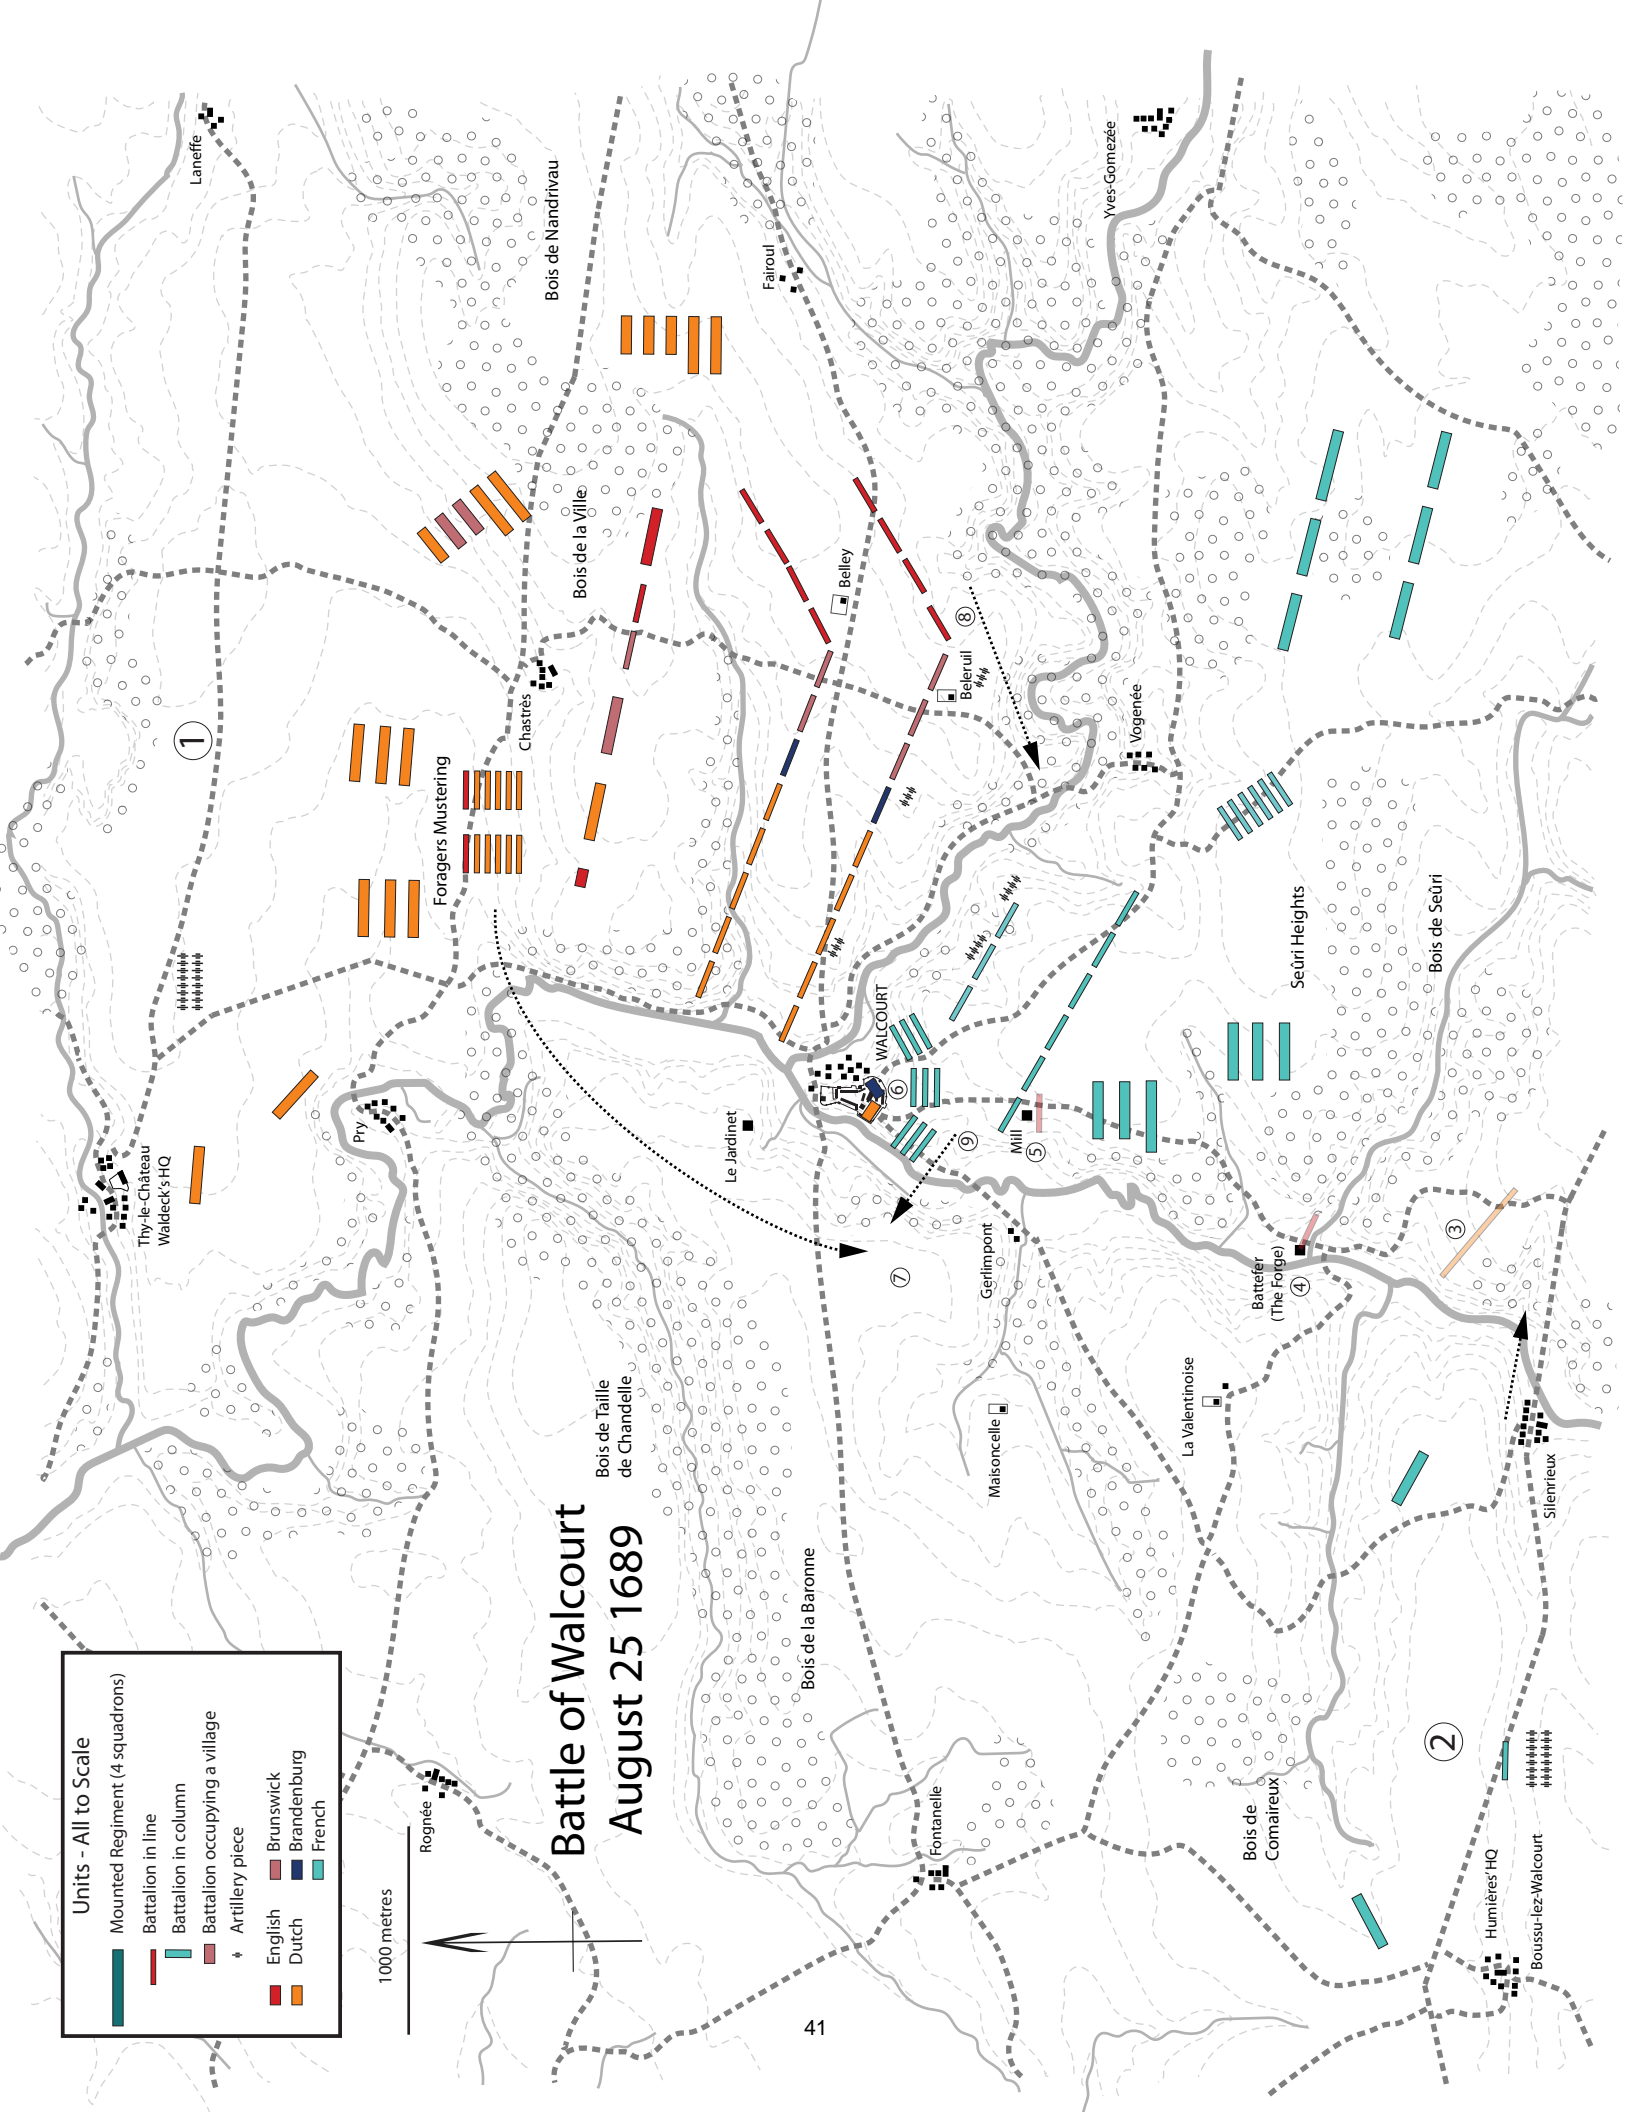 Units - All to Scale
Mounted Regiment (4 squadrons)
Battalion in line
Battalion in column
Battalion occupying a village
Artillery piece
English
Dutch
Brunswick
Brandenburg
French
1000 metres
Battle of Walcourt
August 25 1689
Laneffe
Thy-le-Château
Waldeck's HQ
1
Pry
Rognée
Foragers Mustering
Chastrès
Bois de Nandrivau
Bois de la Ville
Bois de Taille
de Chandelle
Le Jardinet
Fairoul
Belley
Bois de la Baronne
WALCOURT
6
7
Beleruil
8
9
Fontanelle
Gerlimpont
Maisoncelle
Mill
5
Yves-Gomezée
Vogenée
La Valentinoise
Battefer
(The Forge)
4
Seûri Heights
Bois de
Comaireux
Bois de Seûri
3
2
Silenrieux
Humières' HQ
Boussu-lez-Walcourt
41